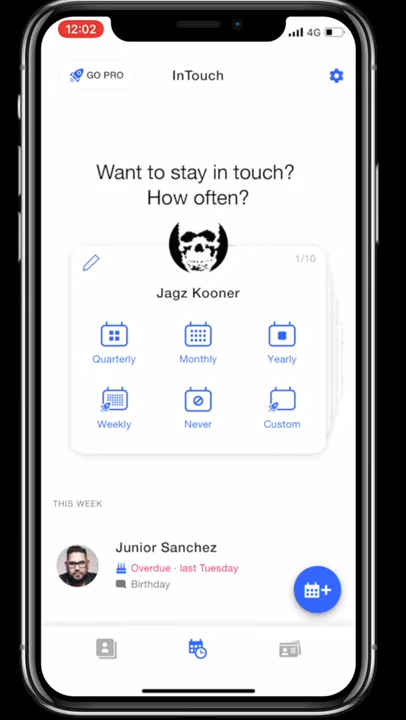 12:02
4G
GO PRO
InTouch
Want to stay in touch?
How often?
1/10
Jagz Kooner
Quarterly
Monthly
Yearly
Weekly
Never
Custom
THIS WEEK
Junior Sanchez
Overdue · last Tuesday
Birthday